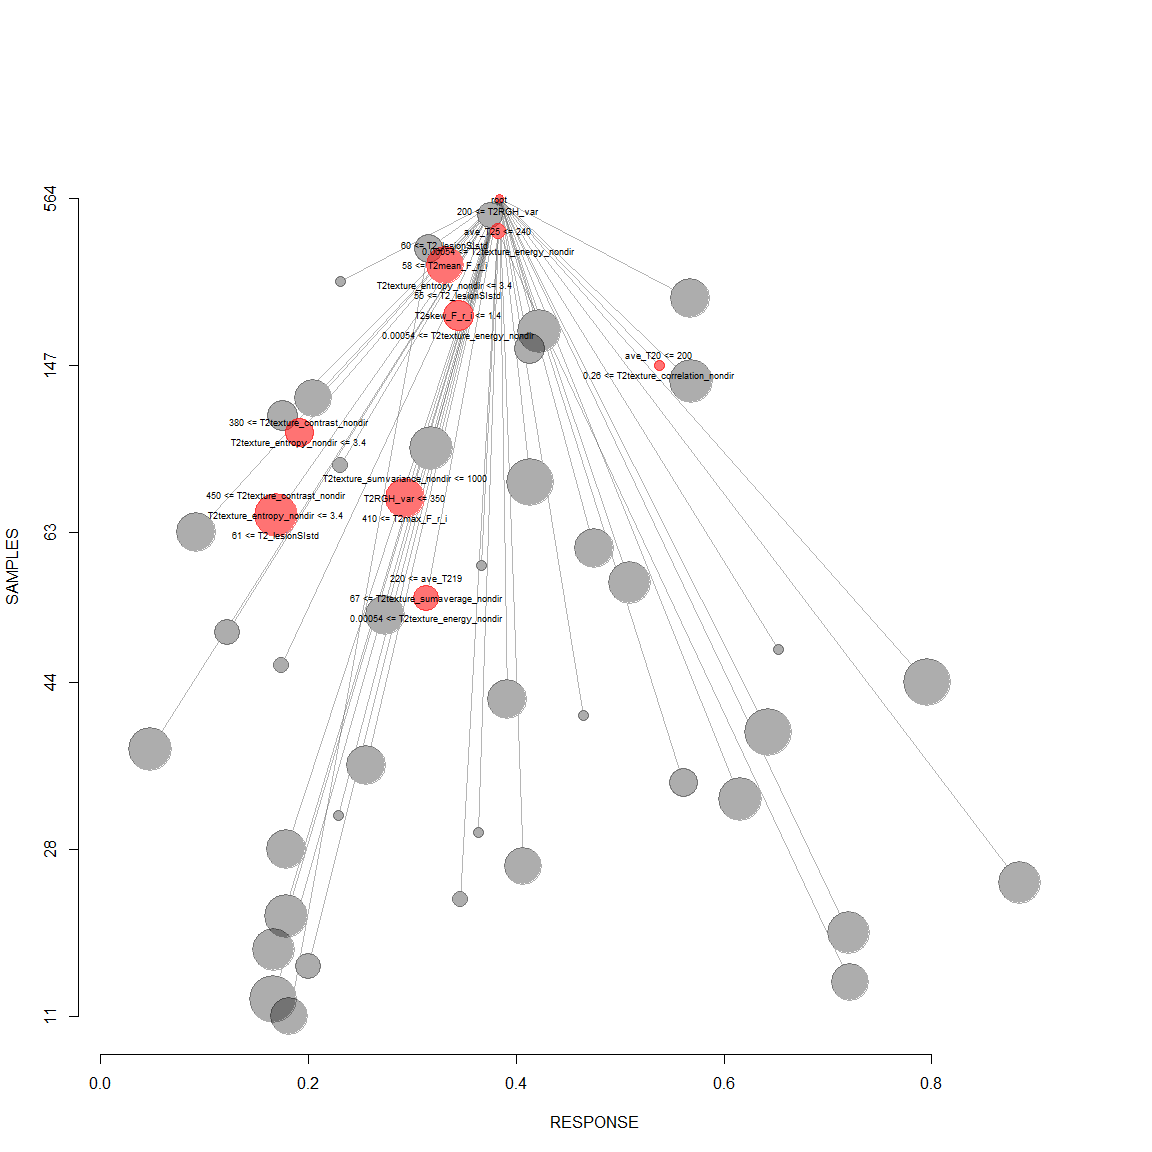 564
root
200 <= T2RGH_var
ave_T25 <= 240
60 <= T2_lesionSIstd
0.00054 <= T2texture_energy_nondir
58 <= T2mean_F_r_i
T2texture_entropy_nondir <= 3.4
55 <= T2_lesionSIstd
T2skew_F_r_i <= 1.4
0.00054 <= T2texture_energy_nondir
ave_T20 <= 200
147
0.26 <= T2texture_correlation_nondir
380 <= T2texture_contrast_nondir
T2texture_entropy_nondir <= 3.4
T2texture_sumvariance_nondir <= 1000
450 <= T2texture_contrast_nondir
T2RGH_var <= 350
T2texture_entropy_nondir <= 3.4
410 <= T2max_F_r_i
61 <= T2_lesionSIstd
63
SAMPLES
220 <= ave_T219
67 <= T2texture_sumaverage_nondir
0.00054 <= T2texture_energy_nondir
44
28
11
0.0 0.2 0.4 0.6 0.8
RESPONSE